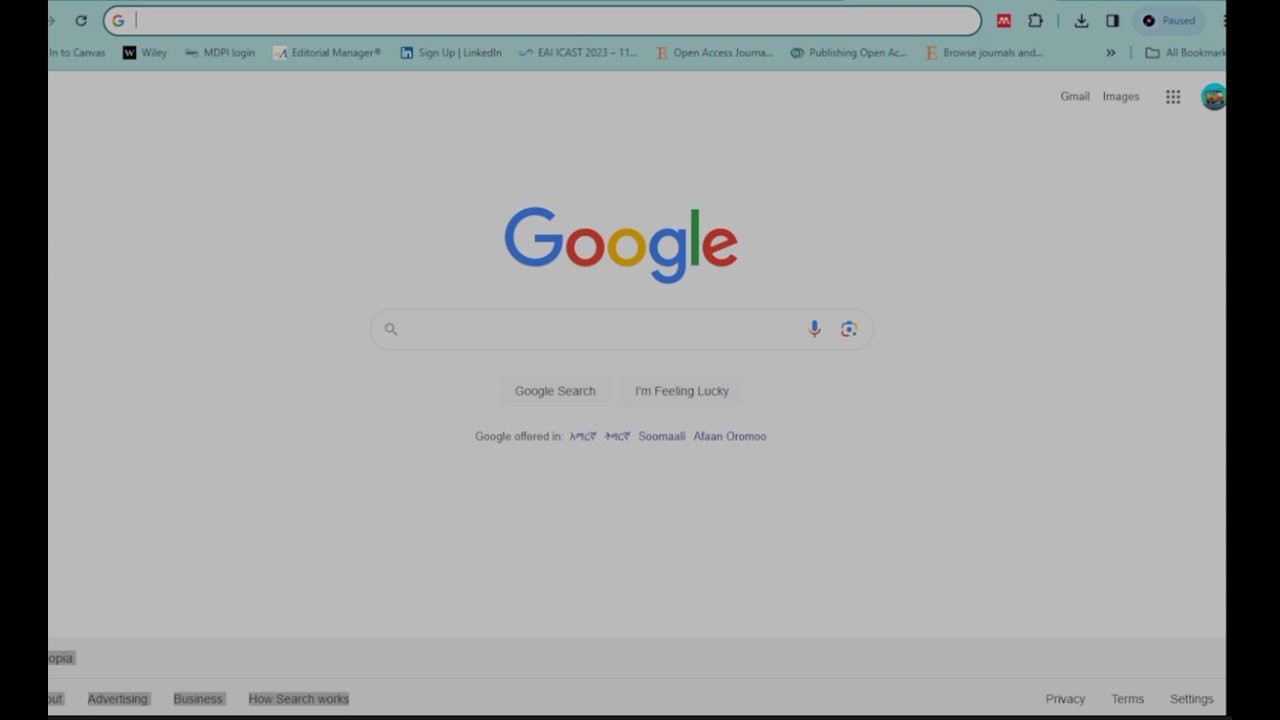 Paused
In to Canvas Wiley MDPI login Editorial Manager® Sign Up | LinkedIn EAI ICAST 2023 – 11... Open Access Journa... Publishing Open Ac... Browse journals and... » All Bookmark
Gmail Images
Google
Google Search I'm Feeling Lucky
Google offered in: አማርኛ ትግርኛ Soomaali Afaan Oromoo
opia
out Advertising Business How Search works Privacy Terms Settings